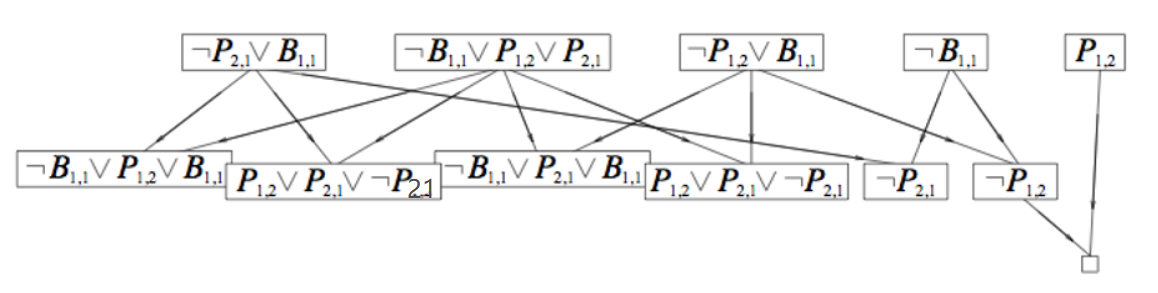 ¬P₂,₁ ∨ B₁,₁ ¬B₁,₁ ∨ P₁,₂ ∨ P₂,₁ ¬P₁,₂ ∨ B₁,₁ ¬B₁,₁ P₁,₂
¬B₁,₁ ∨ P₁,₂ ∨ B₁,₁ P₁,₂ ∨ P₂,₁ ∨ ¬P₂₁ ¬B₁,₁ ∨ P₂,₁ ∨ B₁,₁ P₁,₂ ∨ P₂,₁ ∨ ¬P₂,₁ ¬P₂,₁ ¬P₁,₂